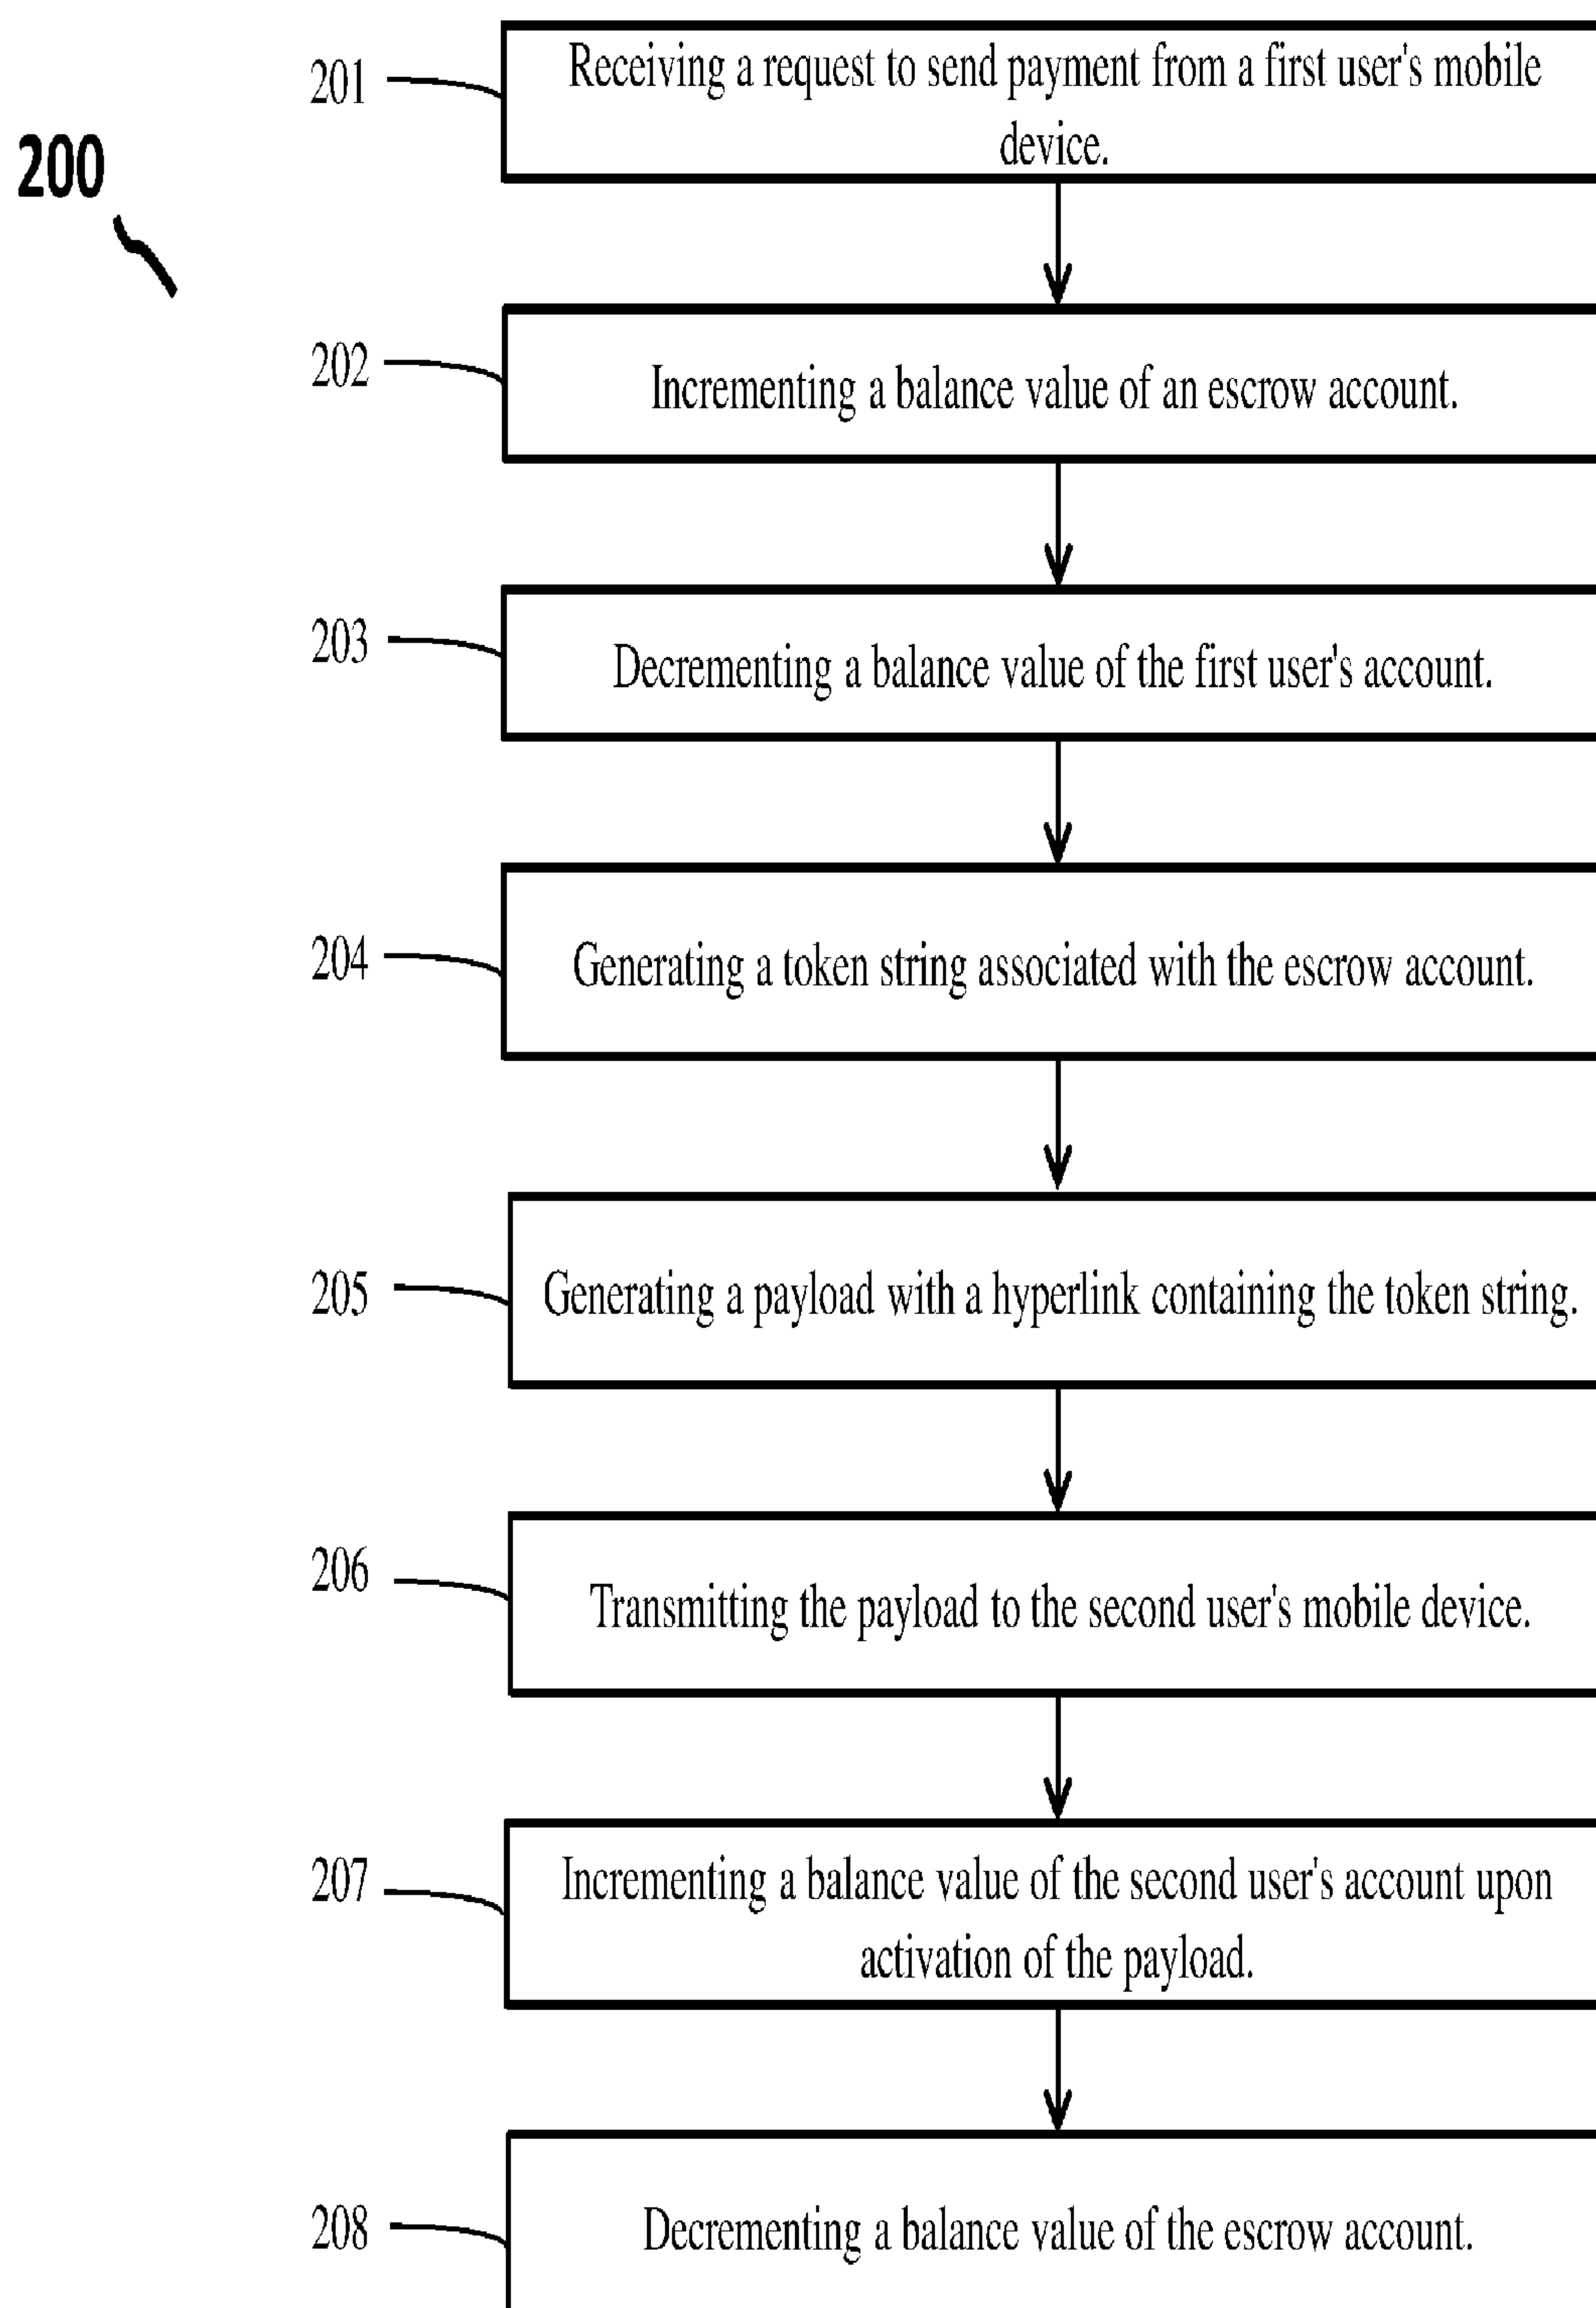 201
Receiving a request to send payment from a first user's mobile
device.
200
202
Incrementing a balance value of an escrow account.
203
Decrementing a balance value of the first user's account.
204
Generating a token string associated with the escrow account.
205
Generating a payload with a hyperlink containing the token string.
206
Transmitting the payload to the second user's mobile device.
207
Incrementing a balance value of the second user's account upon
activation of the payload.
208
Decrementing a balance value of the escrow account.